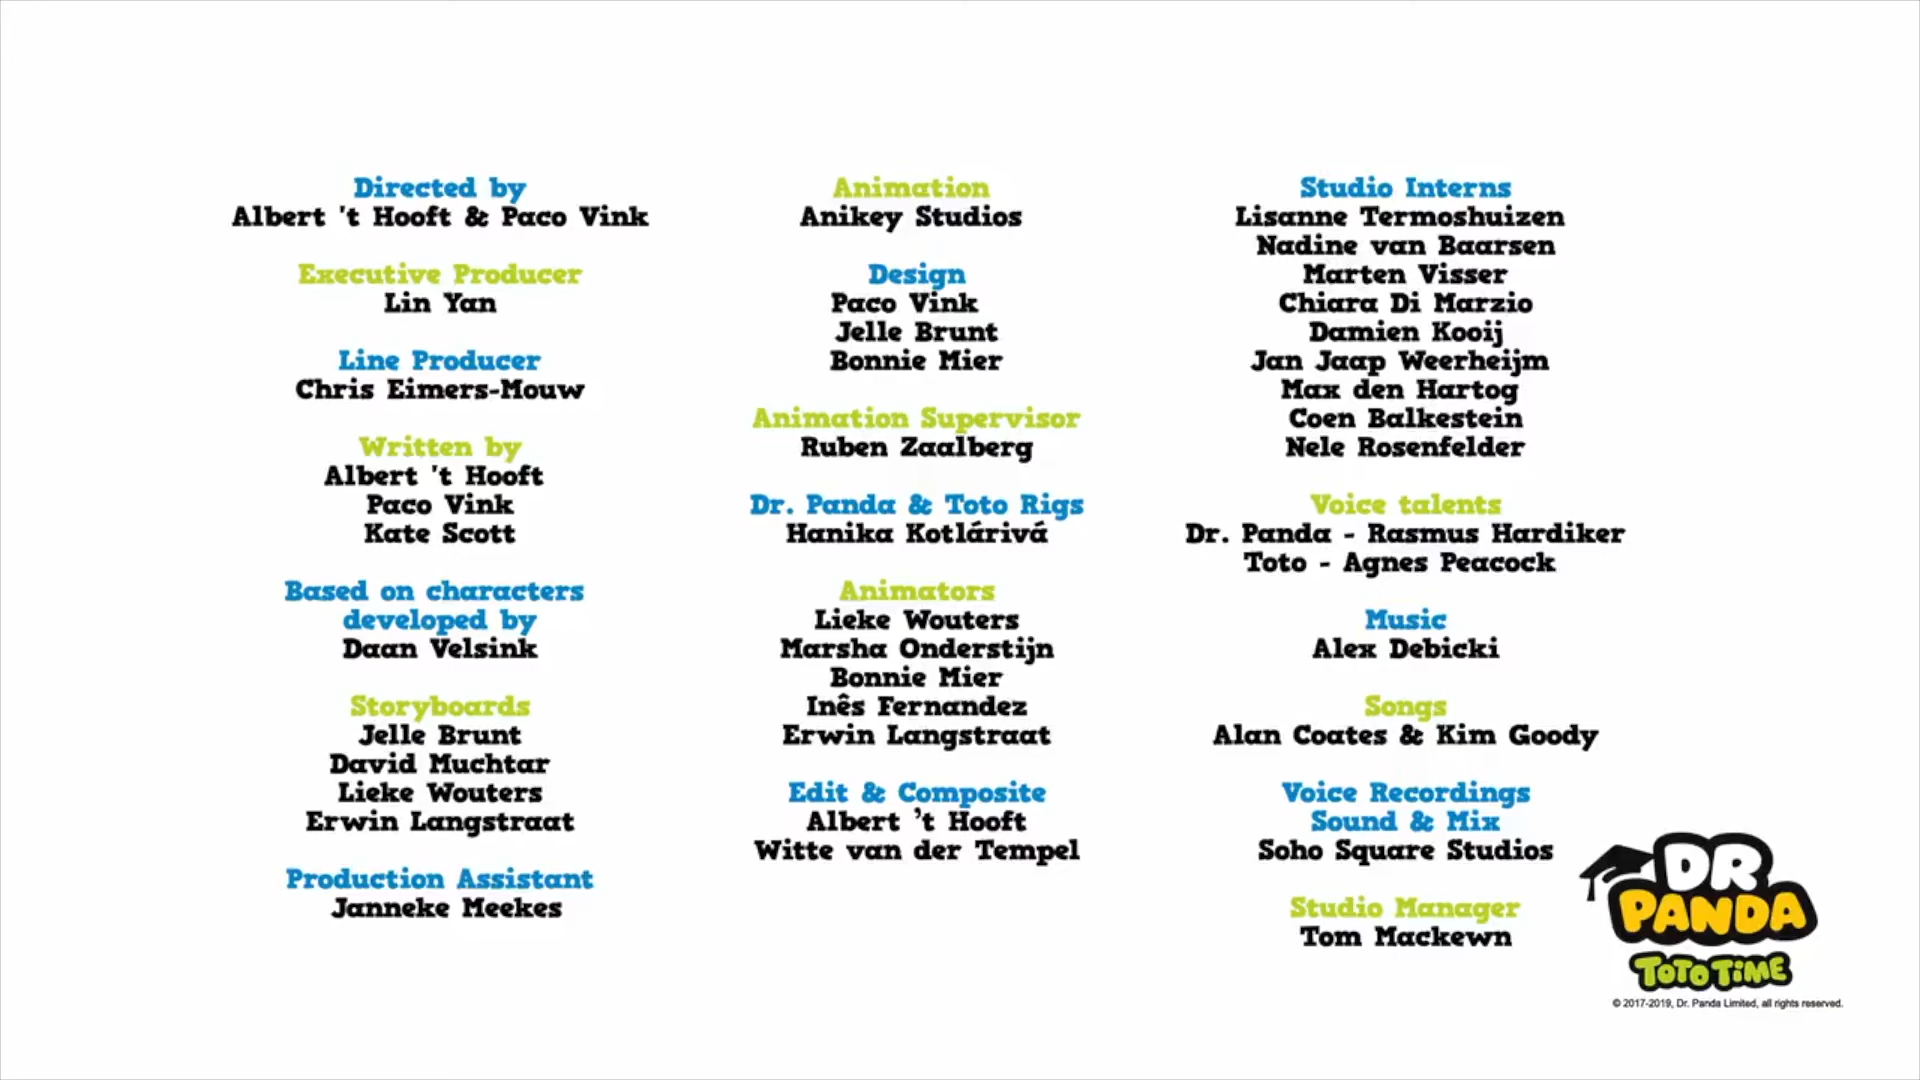 Directed by
Albert 't Hooft & Paco Vink
Executive Producer
Lin Yan
Line Producer
Chris Eimers-Mouw
Written by
Albert 't Hooft
Paco Vink
Kate Scott
Based on characters
developed by
Daan Velsink
Storyboards
Jelle Brunt
David Muchtar
Lieke Wouters
Erwin Langstraat
Production Assistant
Janneke Meekes
Animation
Anikey Studios
Design
Paco Vink
Jelle Brunt
Bonnie Mier
Animation Supervisor
Ruben Zaalberg
Dr. Panda & Toto Rigs
Hanika Kotlárivá
Animators
Lieke Wouters
Marsha Onderstijn
Bonnie Mier
Inês Fernandez
Erwin Langstraat
Edit & Composite
Albert ’t Hooft
Witte van der Tempel
Studio Interns
Lisanne Termoshuizen
Nadine van Baarsen
Marten Visser
Chiara Di Marzio
Damien Kooij
Jan Jaap Weerheijm
Max den Hartog
Coen Balkestein
Nele Rosenfelder
Voice talents
Dr. Panda - Rasmus Hardiker
Toto - Agnes Peacock
Music
Alex Debicki
Songs
Alan Coates & Kim Goody
Voice Recordings
Sound & Mix
Soho Square Studios
Studio Manager
Tom Mackewn
DR
PANDA
TOTO TIME
© 2017-2019, Dr. Panda Limited, all rights reserved.